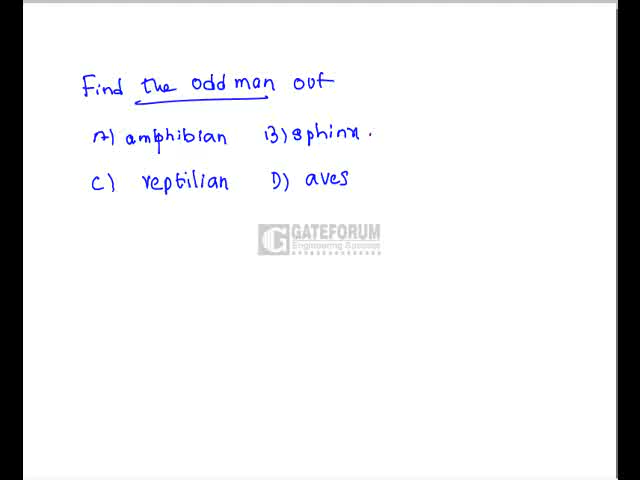 Find the odd man out
A) amphibian B) sphinx.
C) reptilian D) aves
GATEFORUM
Engineering Success